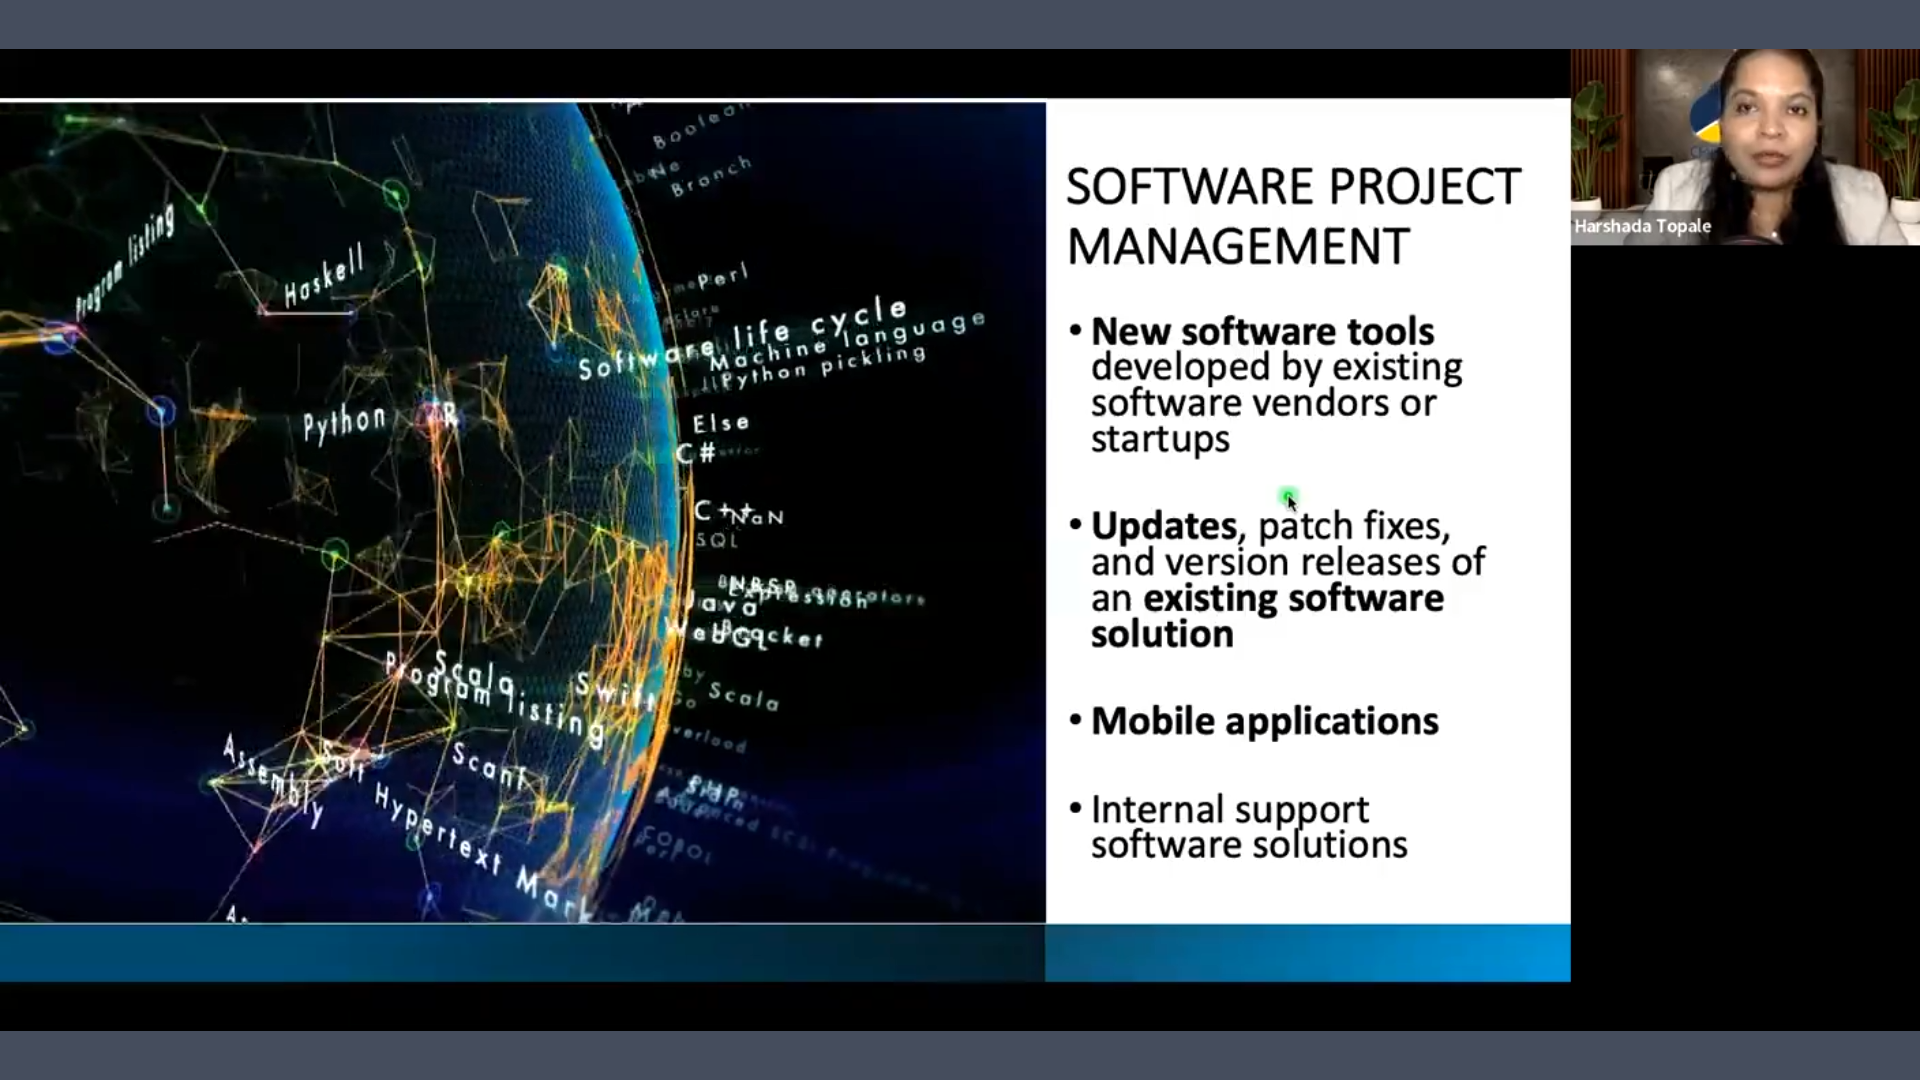 Boolean
Branch
Program listing
Haskell
Perl
Software life cycle
Machine language
Python pickling
Python
R
Else
C#
C++
NaN
SQL
NBSP operators
Expression
Java
WebGL
Bracket
Scala
Program listing
Swift
Scala
overload
Assembly
Soft
Scanf
Hypertext Mark
PHP
COBOL
Perl
SOFTWARE PROJECT
MANAGEMENT
• New software tools
developed by existing
software vendors or
startups
• Updates, patch fixes,
and version releases of
an existing software
solution
• Mobile applications
• Internal support
software solutions
Harshada Topale